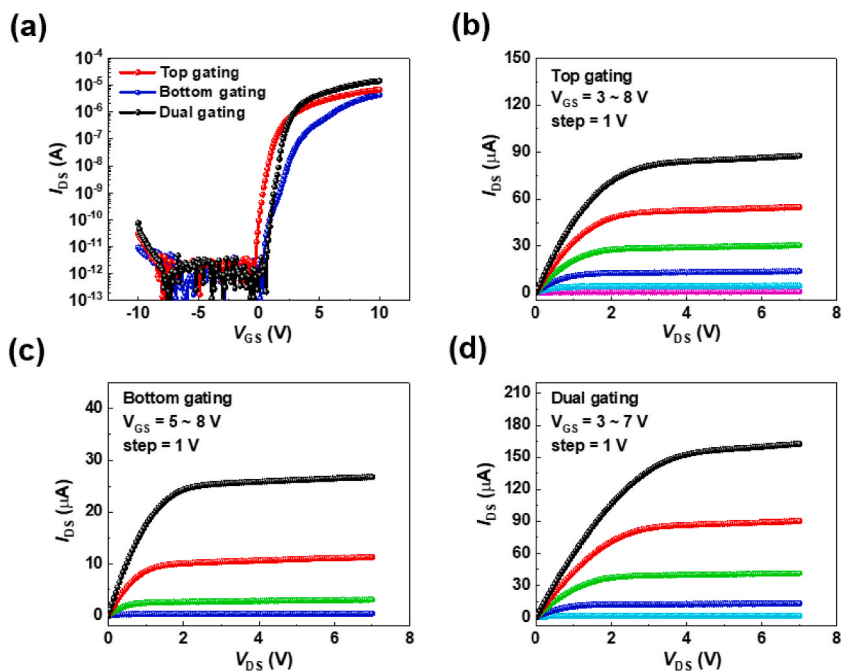 (a)
10⁻⁴
10⁻⁵
10⁻⁶
10⁻⁷
10⁻⁸
10⁻⁹
10⁻¹⁰
10⁻¹¹
10⁻¹²
10⁻¹³
I_DS (A)
Top gating
Bottom gating
Dual gating
-10 -5 0 5 10
V_GS (V)
(b)
150
120
90
60
30
0
I_DS (μA)
Top gating
V_GS = 3 ~ 8 V
step = 1 V
0 2 4 6 8
V_DS (V)
(c)
40
30
20
10
0
I_DS (μA)
Bottom gating
V_GS = 5 ~ 8 V
step = 1 V
0 2 4 6 8
V_DS (V)
(d)
210
180
150
120
90
60
30
0
I_DS (μA)
Dual gating
V_GS = 3 ~ 7 V
step = 1 V
0 2 4 6 8
V_DS (V)